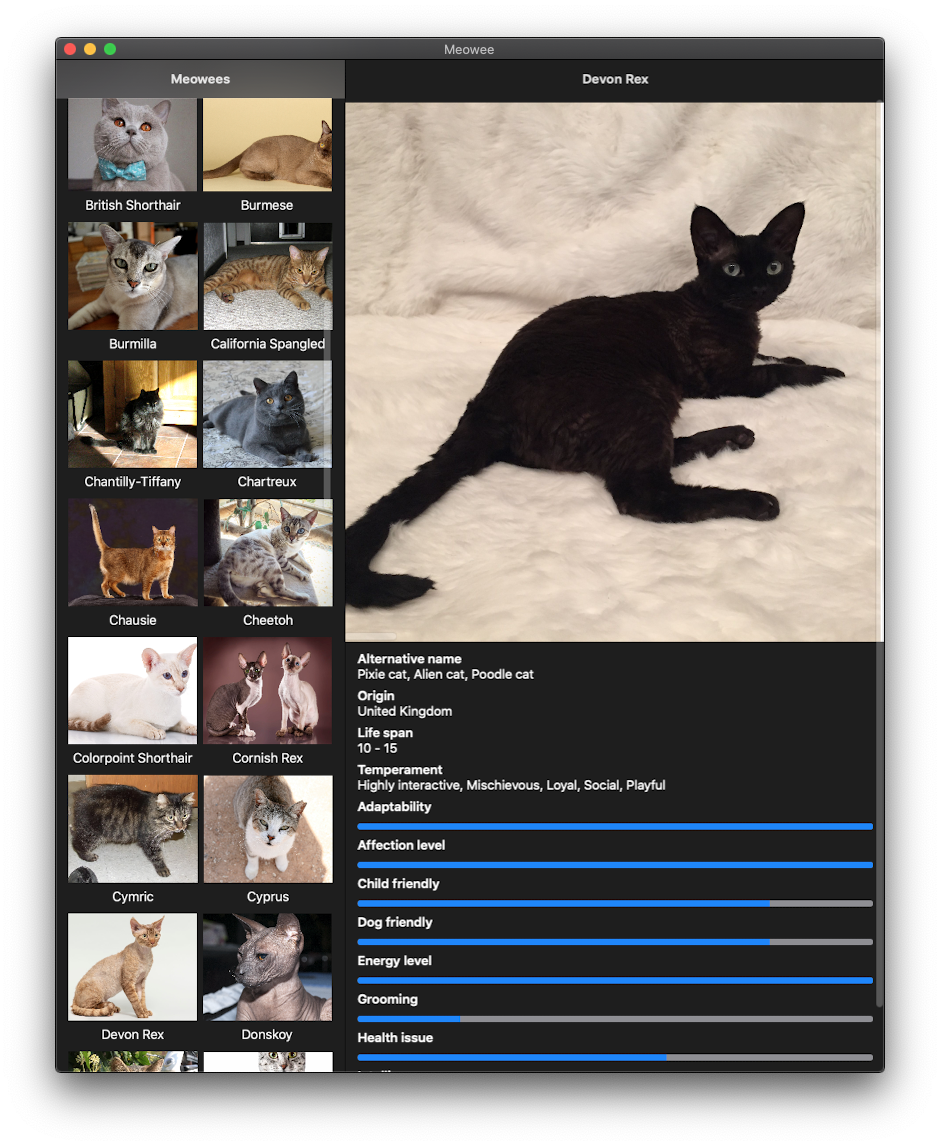 Meowee
Meowees
Devon Rex
British Shorthair
Burmese
Burmilla
California Spangled
Chantilly-Tiffany
Chartreux
Chausie
Cheetoh
Colorpoint Shorthair
Cornish Rex
Cymric
Cyprus
Devon Rex
Donskoy
Alternative name
Pixie cat, Alien cat, Poodle cat
Origin
United Kingdom
Life span
10 - 15
Temperament
Highly interactive, Mischievous, Loyal, Social, Playful
Adaptability
Affection level
Child friendly
Dog friendly
Energy level
Grooming
Health issue